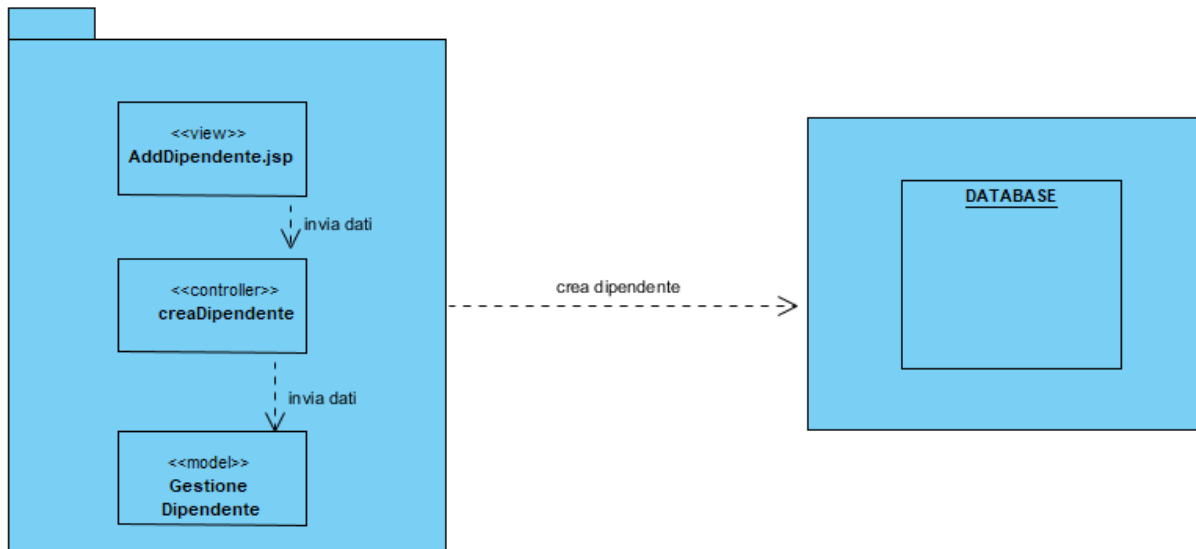 <<view>>
AddDipendente.jsp
invia dati
<<controller>>
creaDipendente
invia dati
<<model>>
Gestione
Dipendente
crea dipendente
DATABASE